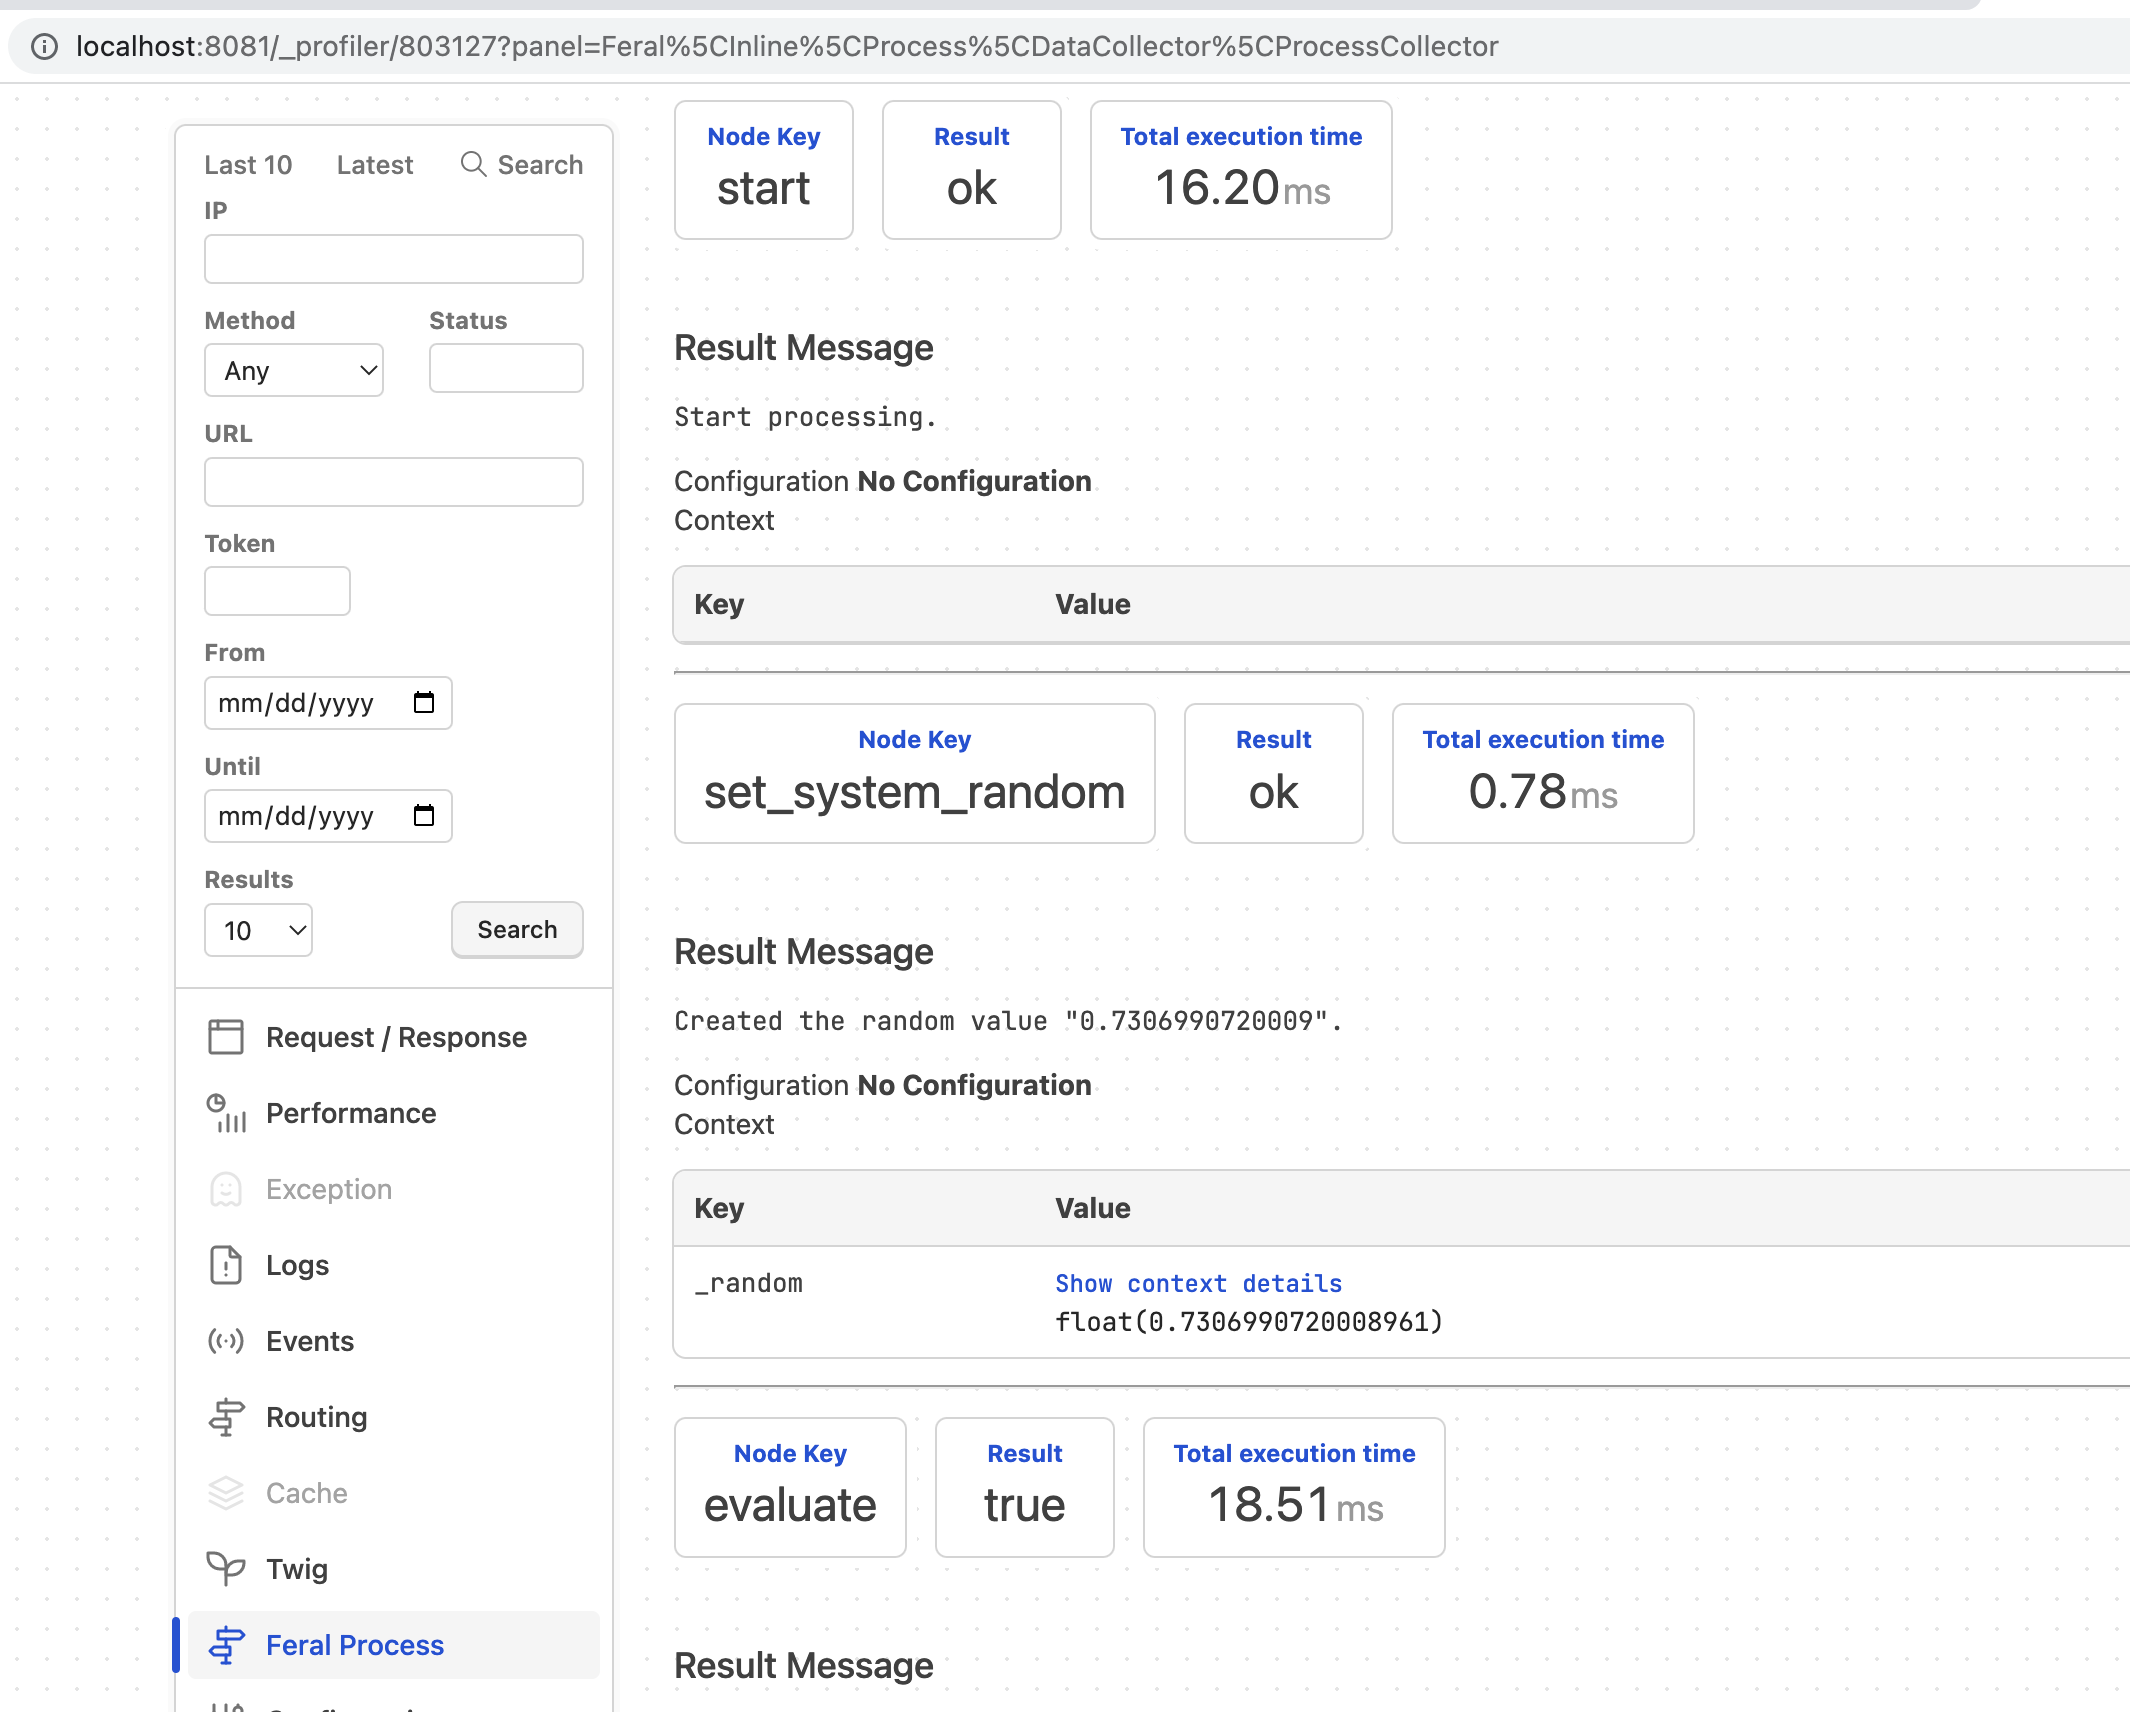 localhost:8081/_profiler/803127?panel=Feral%5CInline%5CProcess%5CDataCollector%5CProcessCollector
Last 10 Latest Search
IP
Method Status
Any
URL
Token
From
mm/dd/yyyy
Until
mm/dd/yyyy
Results
10 Search
Request / Response
Performance
Exception
Logs
Events
Routing
Cache
Twig
Feral Process
Node Key Result Total execution time
start ok 16.20ms
Result Message
Start processing.
Configuration No Configuration
Context
Key Value
Node Key Result Total execution time
set_system_random ok 0.78ms
Result Message
Created the random value "0.7306990720009".
Configuration No Configuration
Context
Key Value
_random Show context details
float(0.7306990720008961)
Node Key Result Total execution time
evaluate true 18.51ms
Result Message